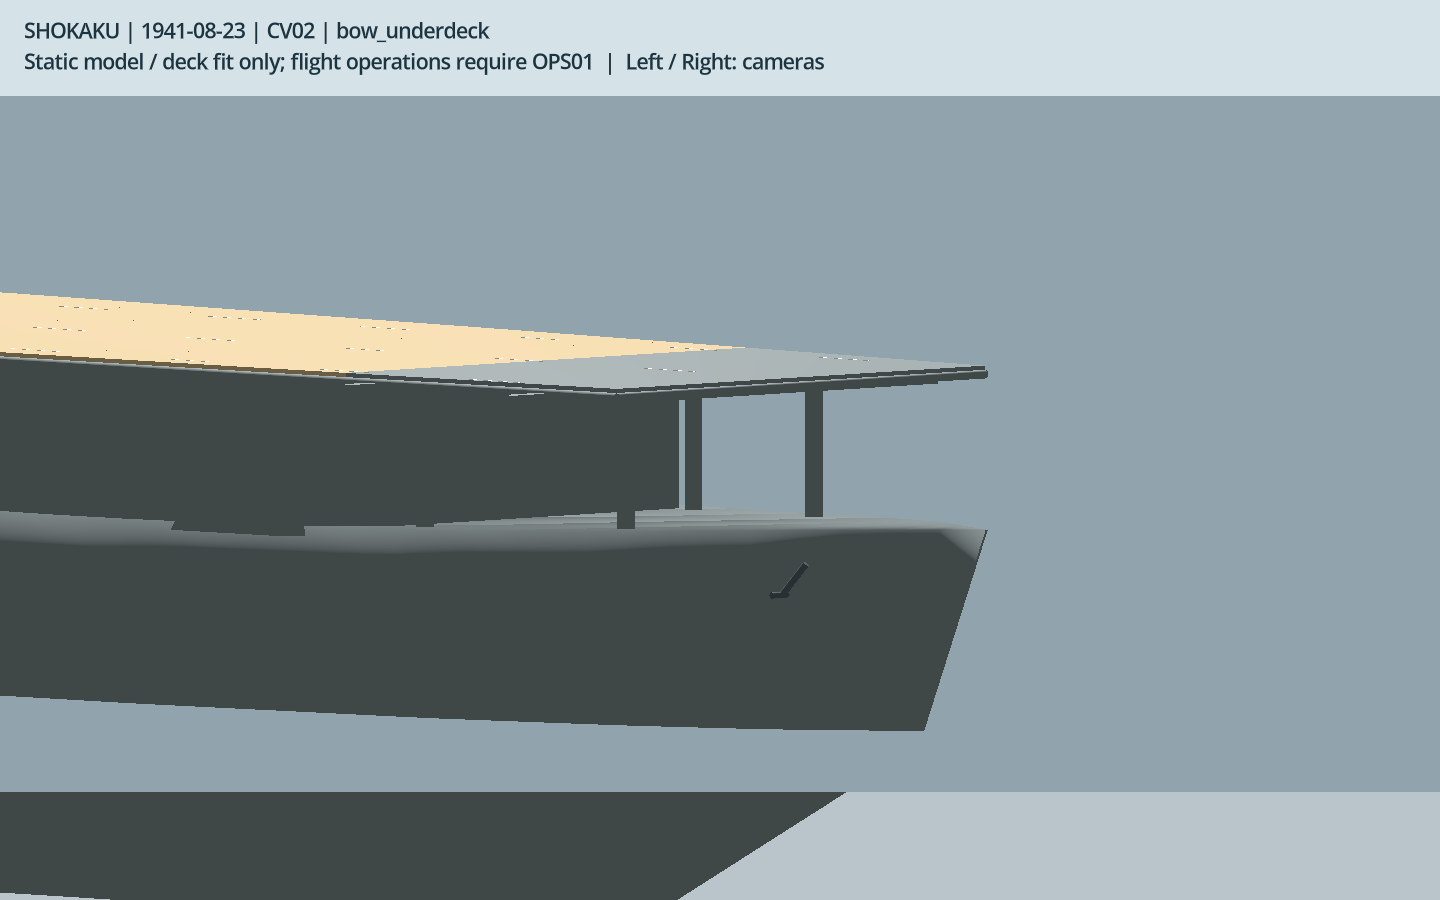 SHOKAKU | 1941-08-23 | CV02 | bow_underdeck
Static model / deck fit only; flight operations require OPS01 | Left / Right: cameras